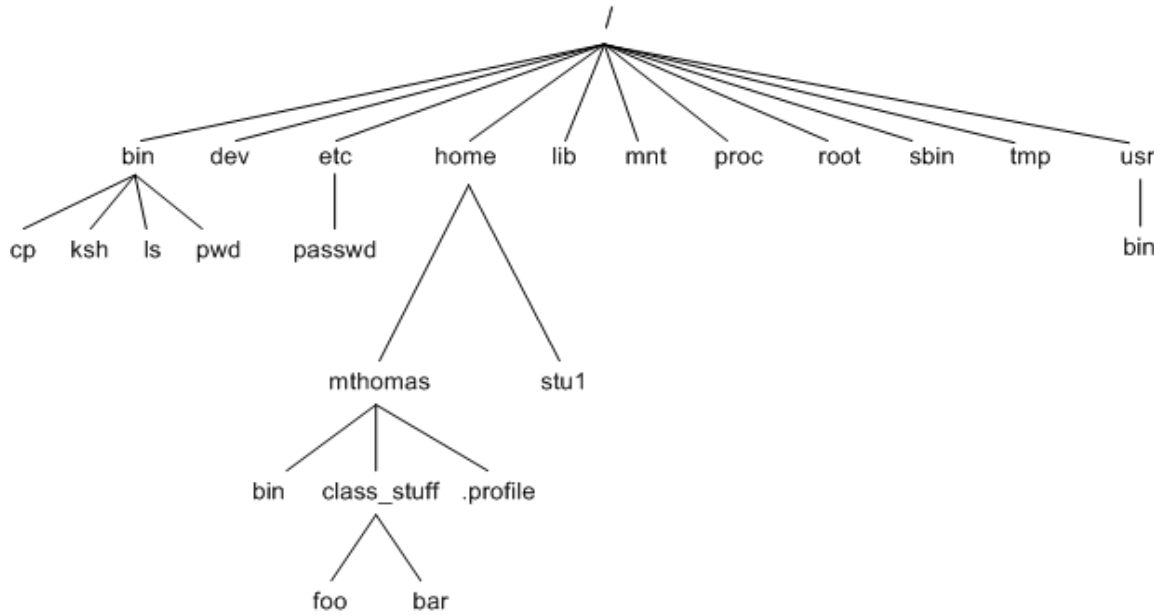 /
bin dev etc home lib mnt proc root sbin tmp usr
cp ksh ls pwd passwd bin
mthomas stu1
bin class_stuff .profile
foo bar